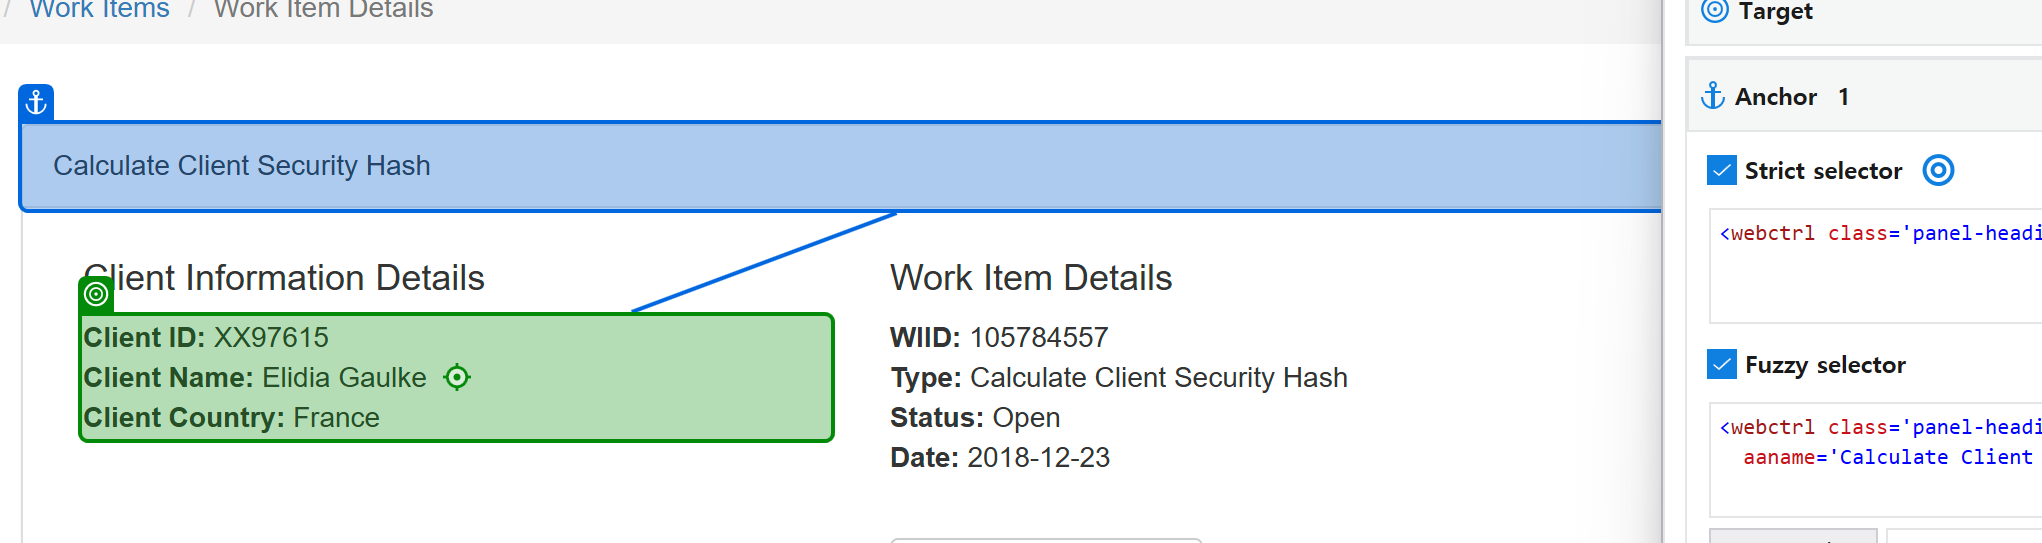 / Work Items / Work Item Details
Calculate Client Security Hash
Client Information Details
Client ID: XX97615
Client Name: Elidia Gaulke
Client Country: France
Work Item Details
WIID: 105784557
Type: Calculate Client Security Hash
Status: Open
Date: 2018-12-23
Target
Anchor 1
Strict selector
<webctrl class='panel-headi
Fuzzy selector
<webctrl class='panel-headi
aaname='Calculate Client